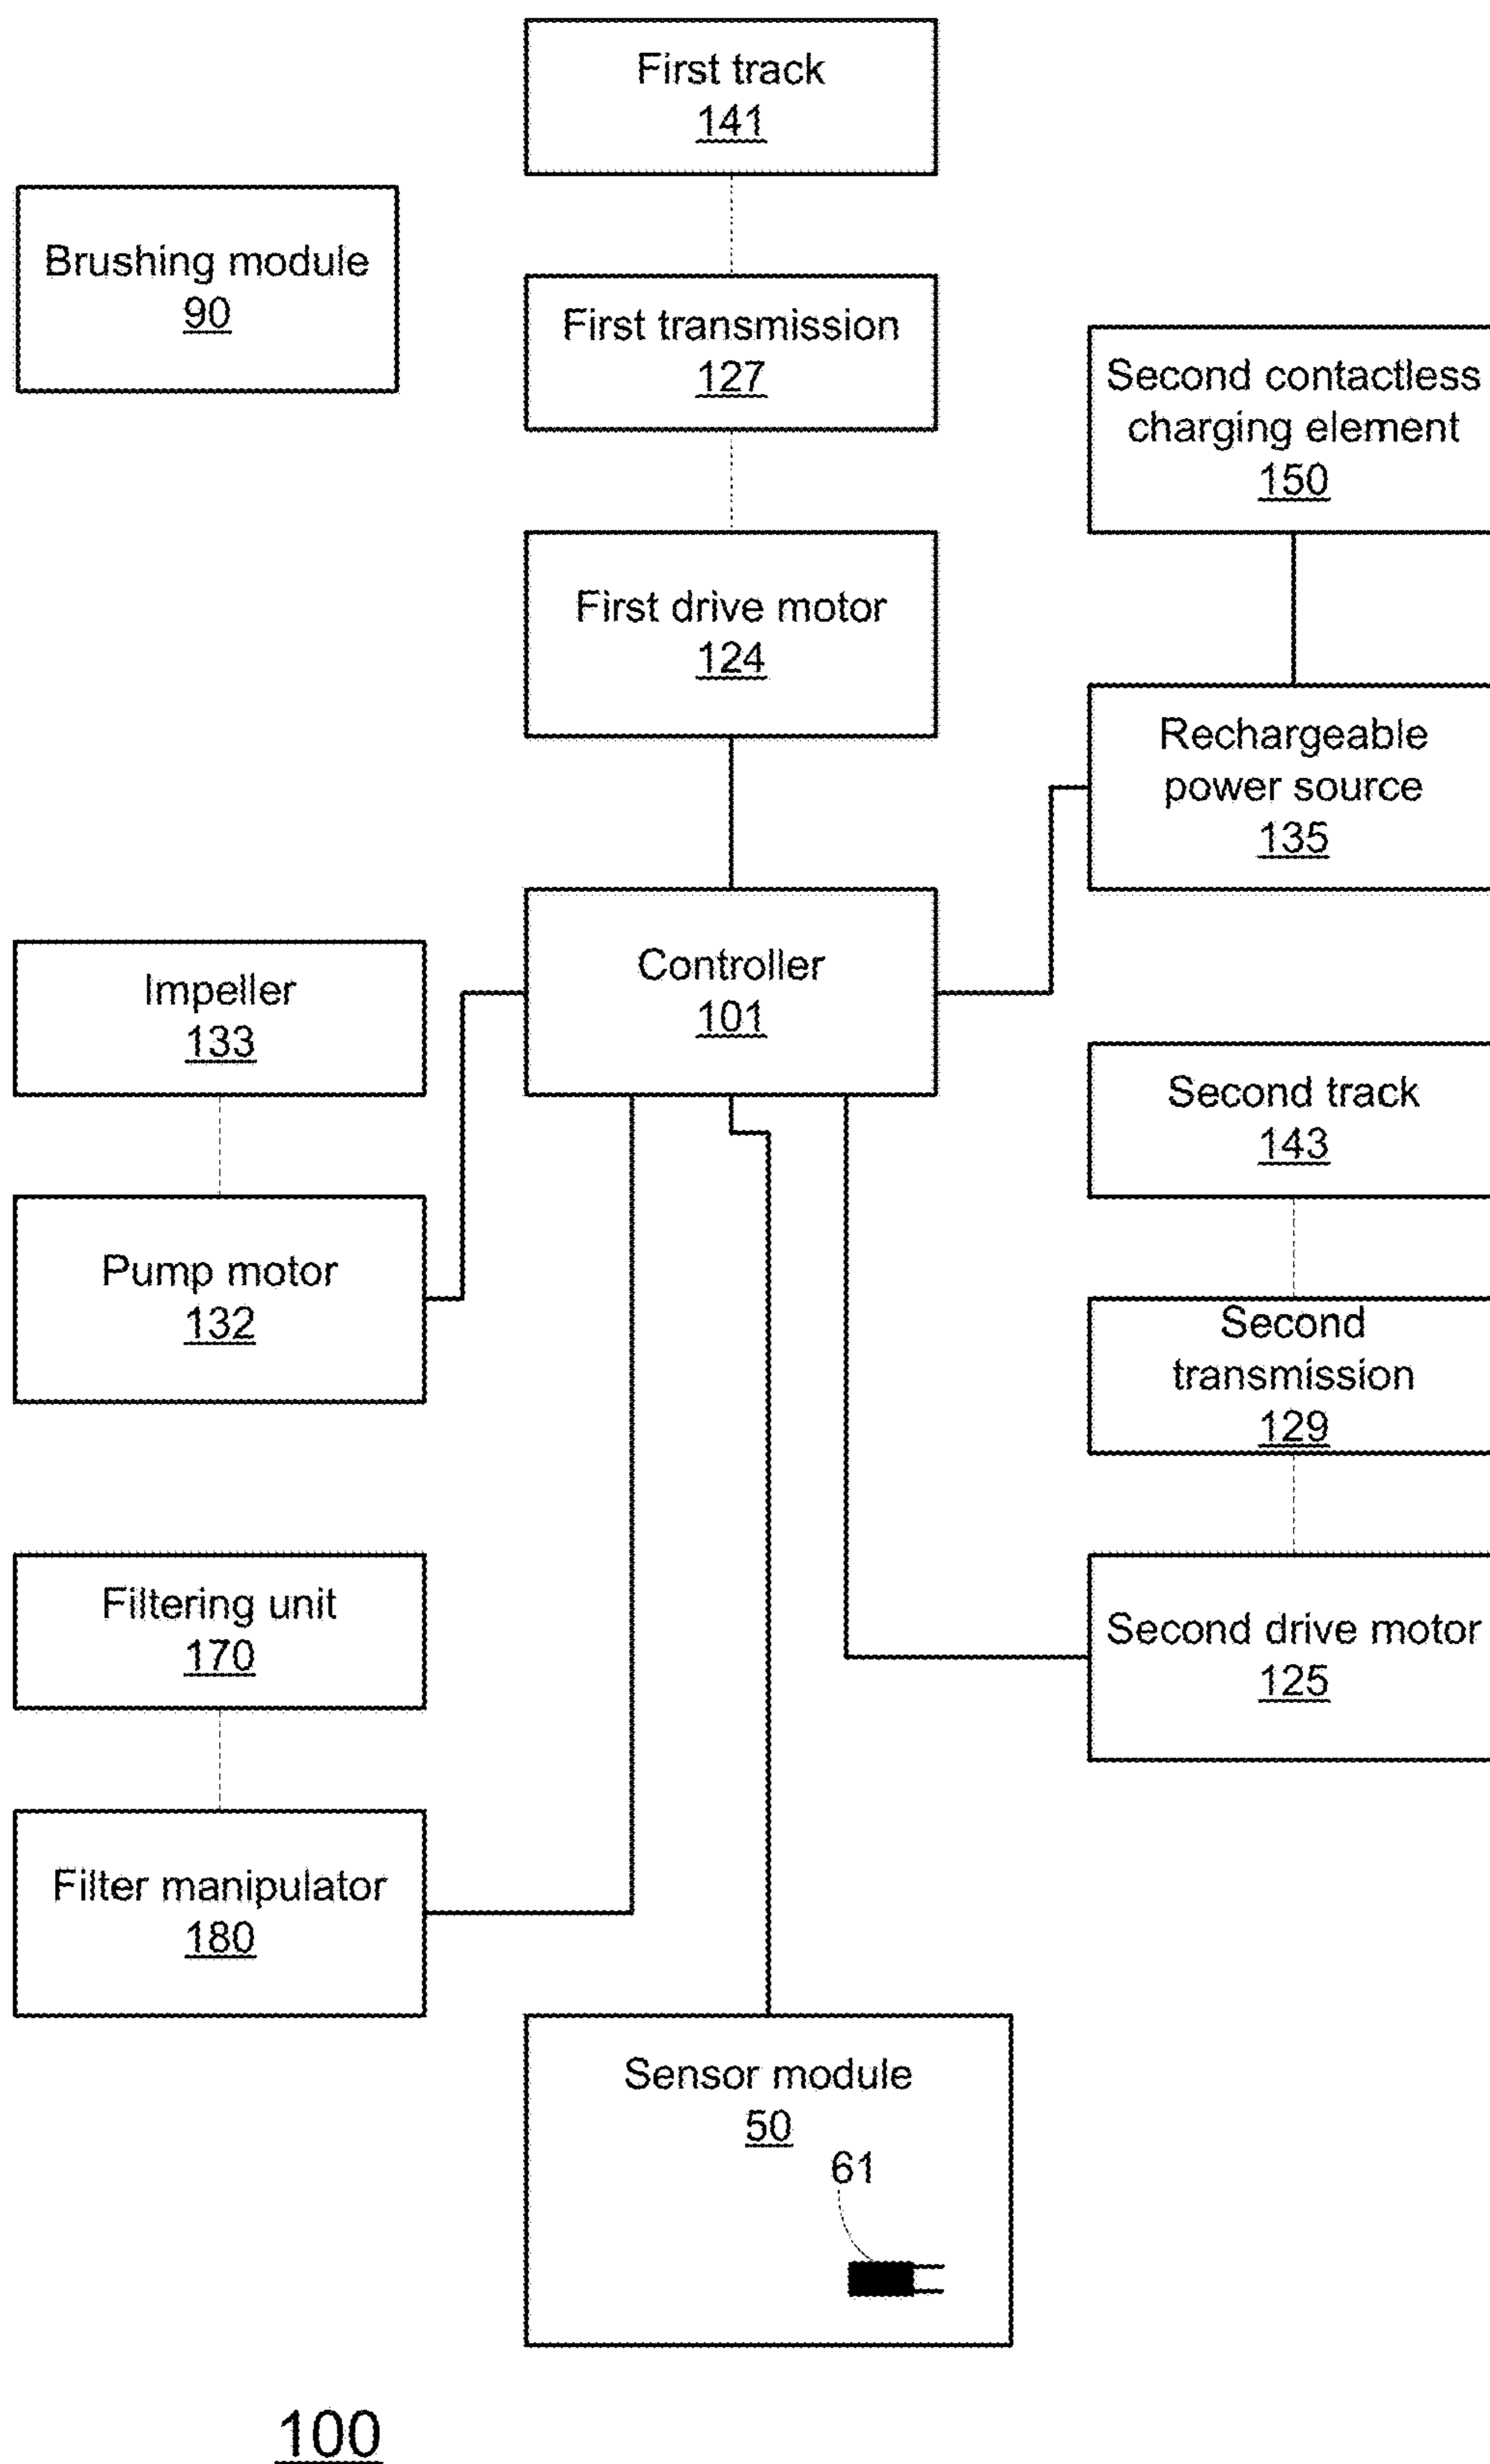 First track
141
Brushing module
90
First transmission
127
Second contactless
charging element
150
First drive motor
124
Rechargeable
power source
135
Controller
101
Impeller
133
Second track
143
Pump motor
132
Second
transmission
129
Filtering unit
170
Second drive motor
125
Filter manipulator
180
Sensor module
50
61
100